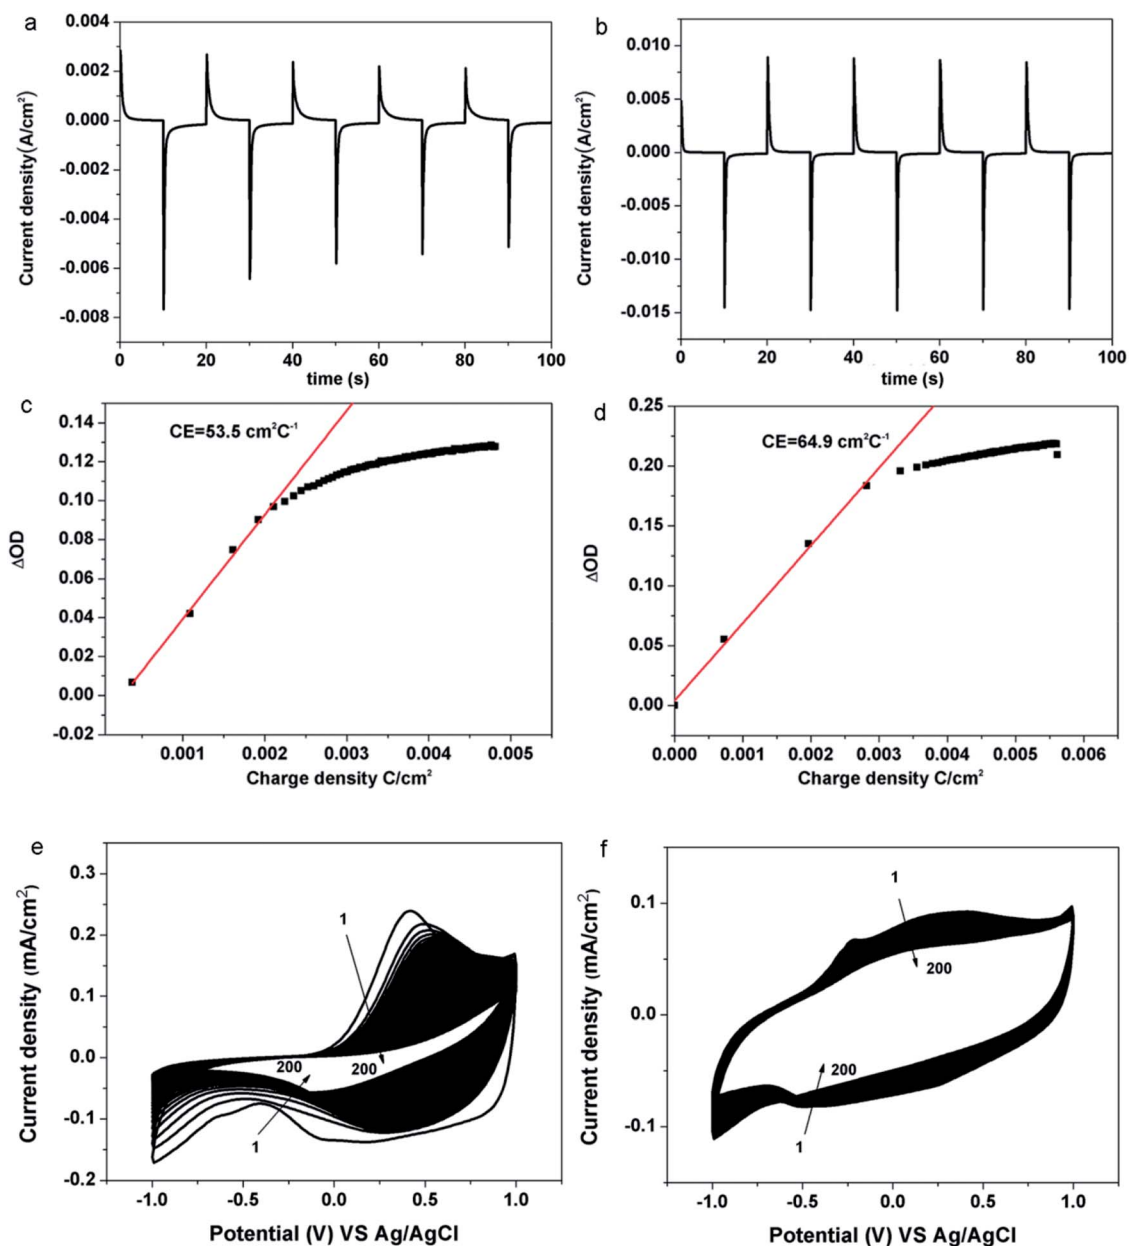 a
0.004
0.002
0.000
-0.002
-0.004
-0.006
-0.008
Current density(A/cm²)
0 20 40 60 80 100
time (s)
b
0.010
0.005
0.000
-0.005
-0.010
-0.015
Current density(A/cm²)
0 20 40 60 80 100
time (s)
c
0.14
0.12
0.10
0.08
0.06
0.04
0.02
0.00
-0.02
ΔOD
CE=53.5 cm²C⁻¹
0.001 0.002 0.003 0.004 0.005
Charge density C/cm²
d
0.25
0.20
0.15
0.10
0.05
0.00
ΔOD
CE=64.9 cm²C⁻¹
0.000 0.001 0.002 0.003 0.004 0.005 0.006
Charge density C/cm²
e
0.3
0.2
0.1
0.0
-0.1
-0.2
Current density (mA/cm²)
1
200 200
1
-1.0 -0.5 0.0 0.5 1.0
Potential (V) VS Ag/AgCl
f
0.1
0.0
-0.1
Current density (mA/cm²)
1
200
200
1
-1.0 -0.5 0.0 0.5 1.0
Potential (V) VS Ag/AgCl